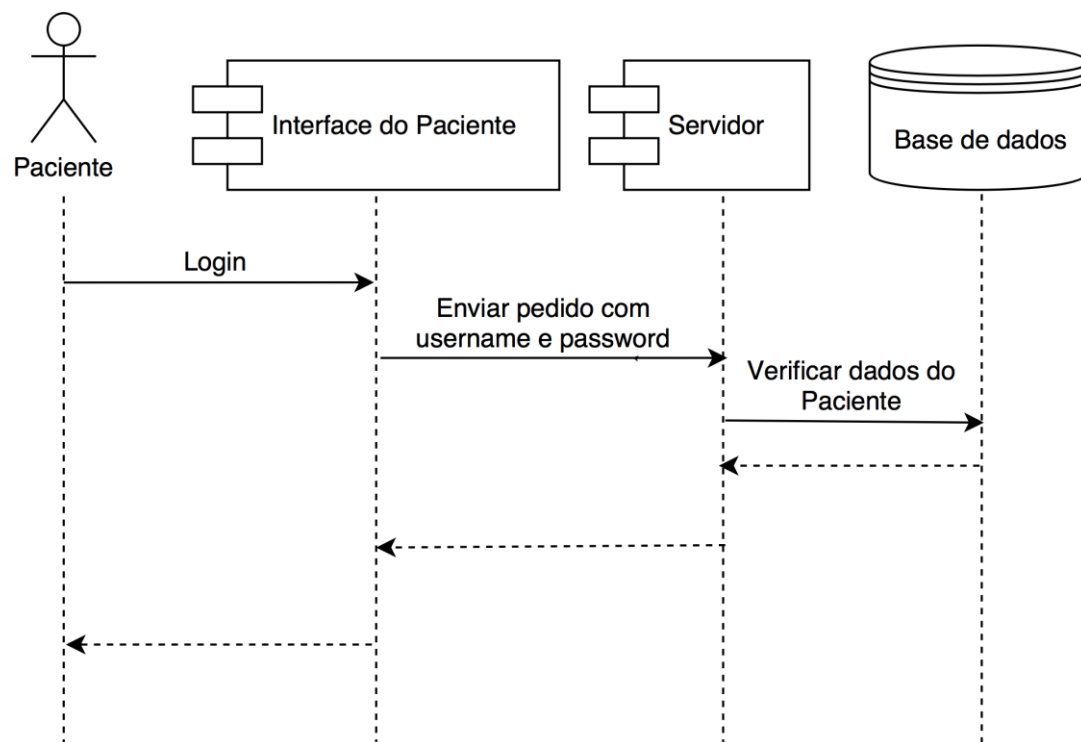 Paciente
Interface do Paciente
Servidor
Base de dados
Login
Enviar pedido com
username e password
Verificar dados do
Paciente